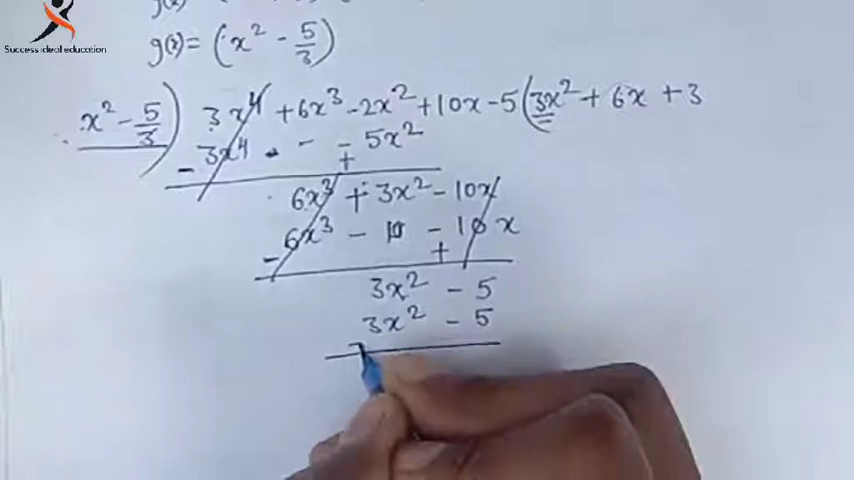 Success ideal education
g(x) = (x² - 5/3)
x² - 5/3 ) 3x⁴ + 6x³ - 2x² + 10x - 5 ( 3x² + 6x + 3
- 3x⁴ - - 5x²
+
6x³ + 3x² - 10x
- 6x³ - - 10x
+
3x² - 5
3x² - 5
-